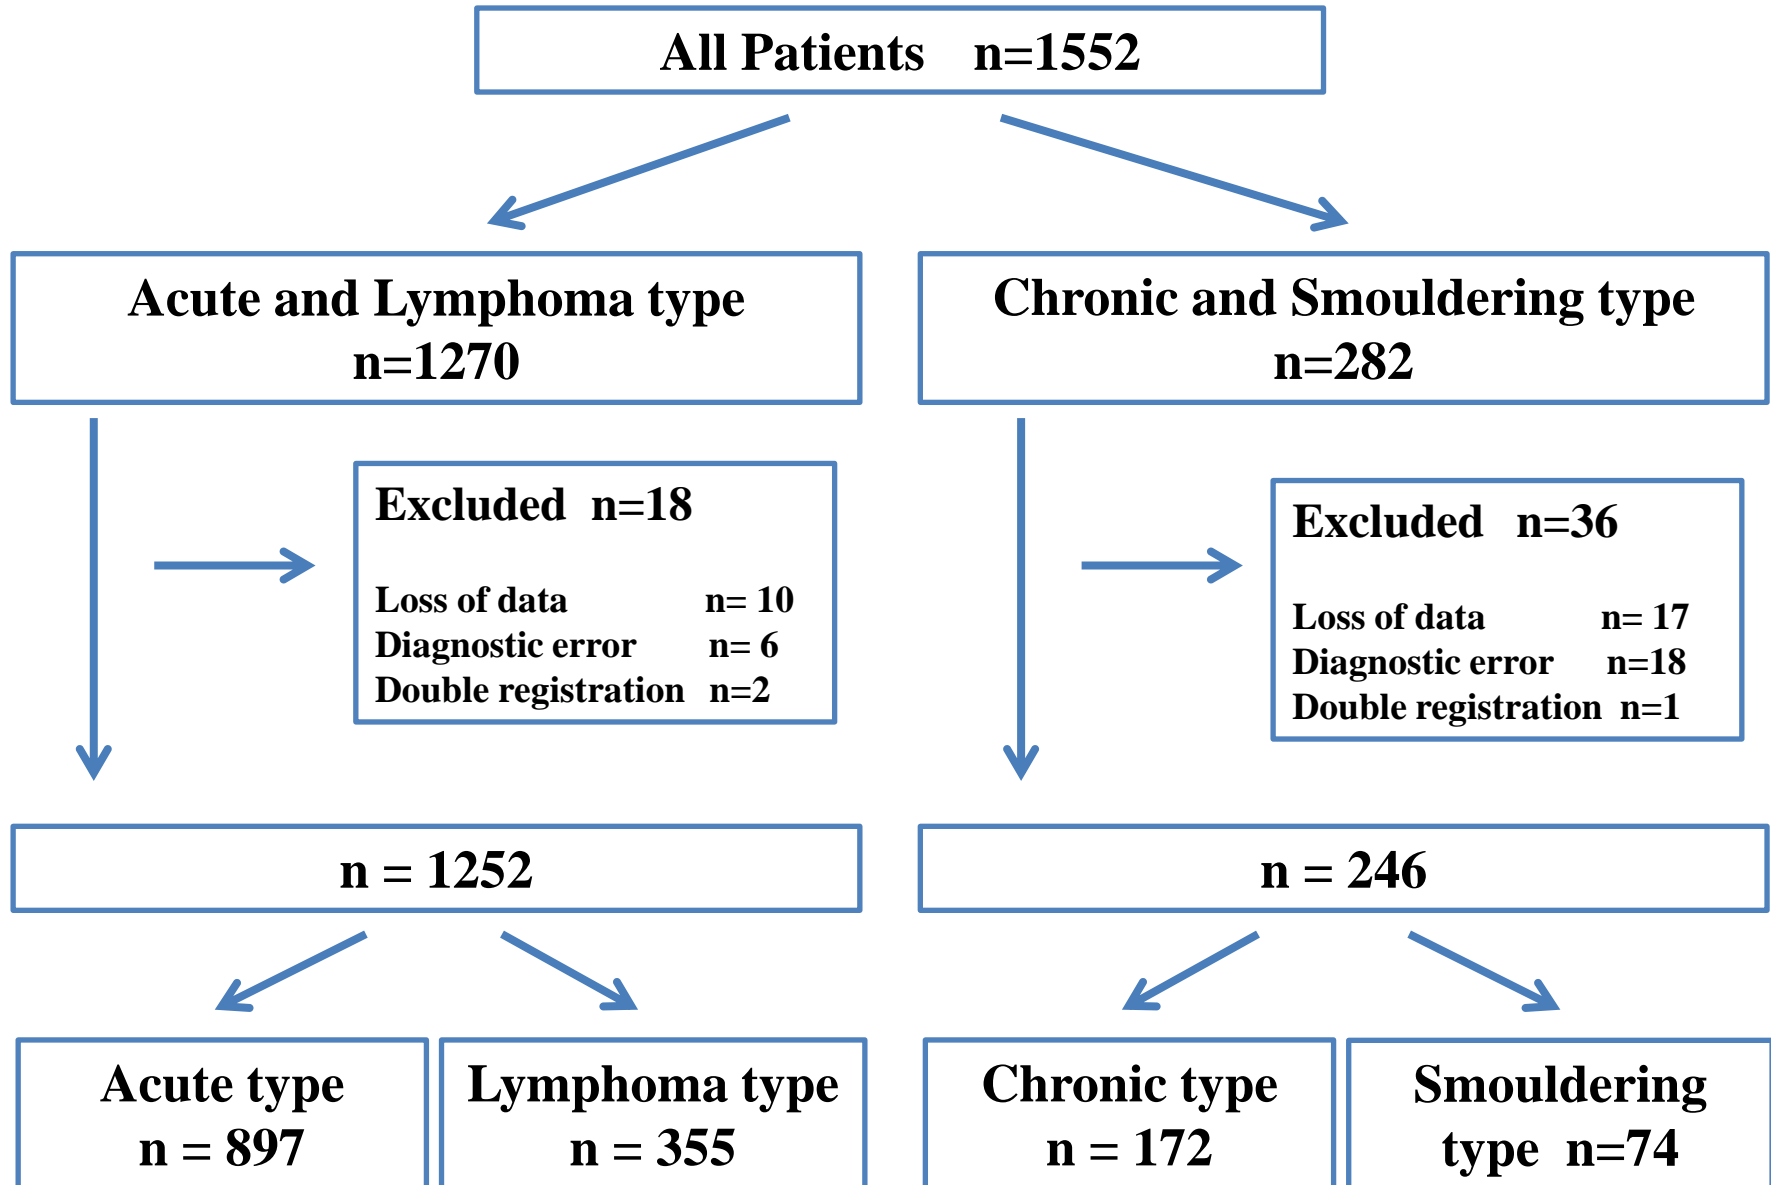 All Patients n=1552
Acute and Lymphoma type
n=1270
Chronic and Smouldering type
n=282
Excluded n=18
Loss of data n= 10
Diagnostic error n= 6
Double registration n=2
Excluded n=36
Loss of data n= 17
Diagnostic error n=18
Double registration n=1
n = 1252
n = 246
Acute type
n = 897
Lymphoma type
n = 355
Chronic type
n = 172
Smouldering
type n=74